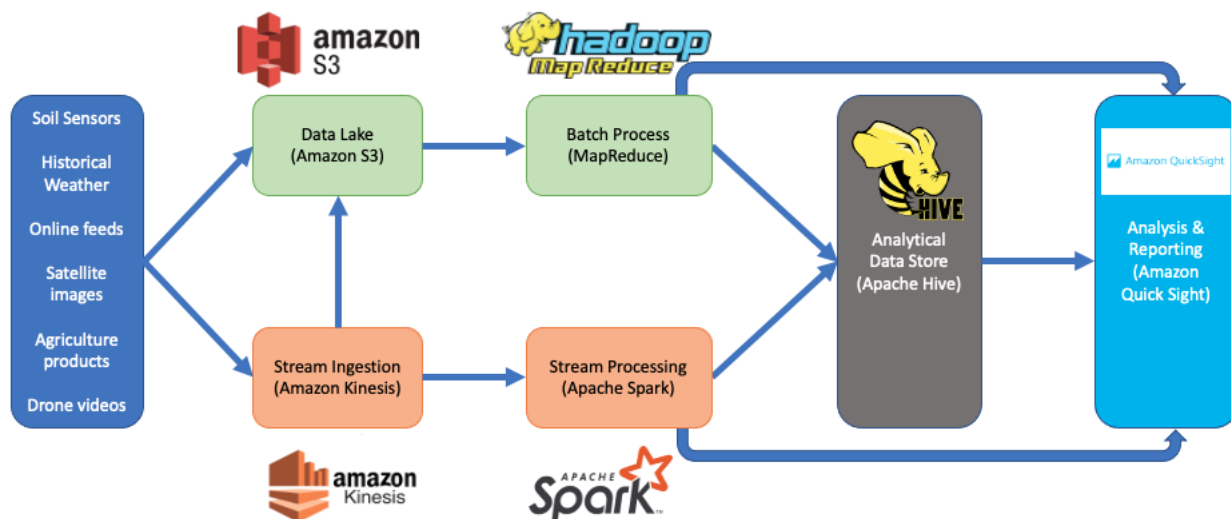 amazon
S3
hadoop
Map Reduce
Soil Sensors
Historical
Weather
Online feeds
Satellite
images
Agriculture
products
Drone videos
Data Lake
(Amazon S3)
Batch Process
(MapReduce)
HIVE
Analytical
Data Store
(Apache Hive)
Amazon QuickSight
Analysis &
Reporting
(Amazon
Quick Sight)
Stream Ingestion
(Amazon Kinesis)
Stream Processing
(Apache Spark)
amazon
Kinesis
APACHE
Spark